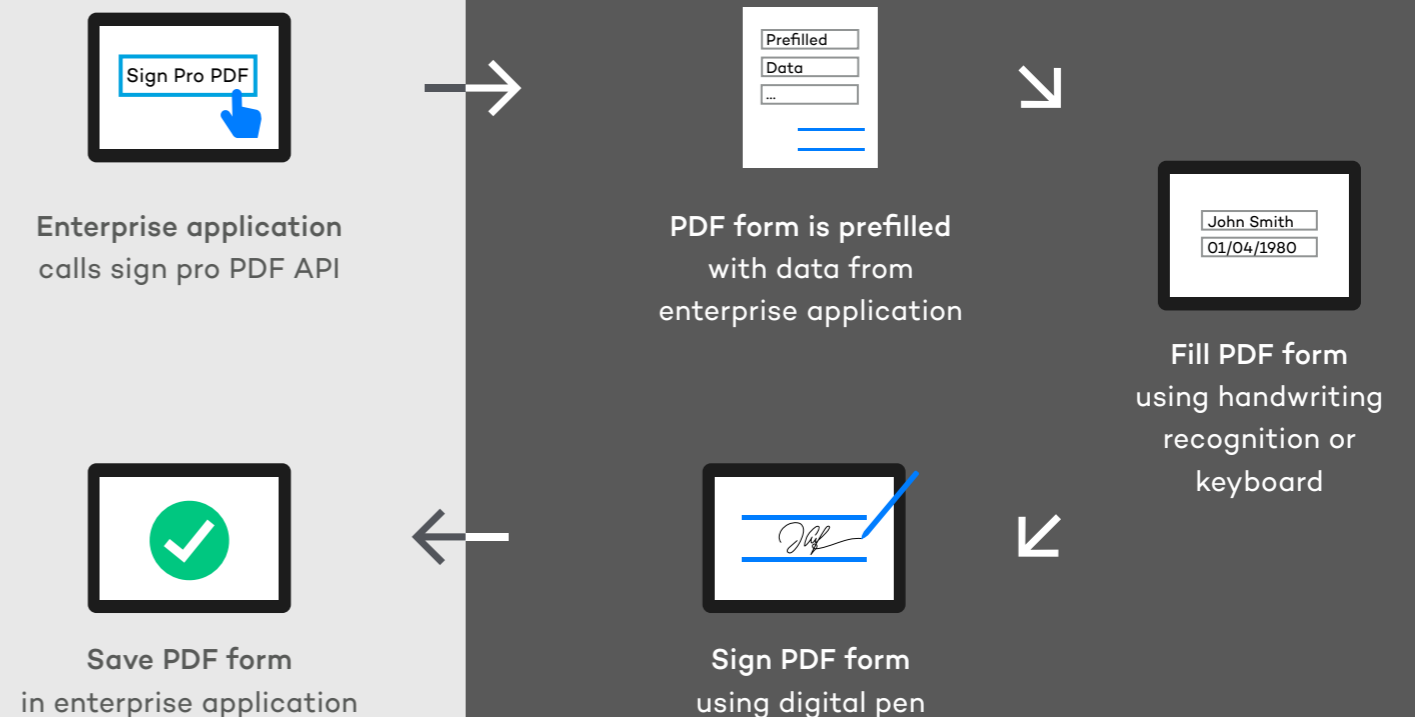 Sign Pro PDF
Enterprise application
calls sign pro PDF API
Prefilled
Data
...
PDF form is prefilled
with data from
enterprise application
John Smith
01/04/1980
Fill PDF form
using handwriting
recognition or
keyboard
Sign PDF form
using digital pen
Save PDF form
in enterprise application